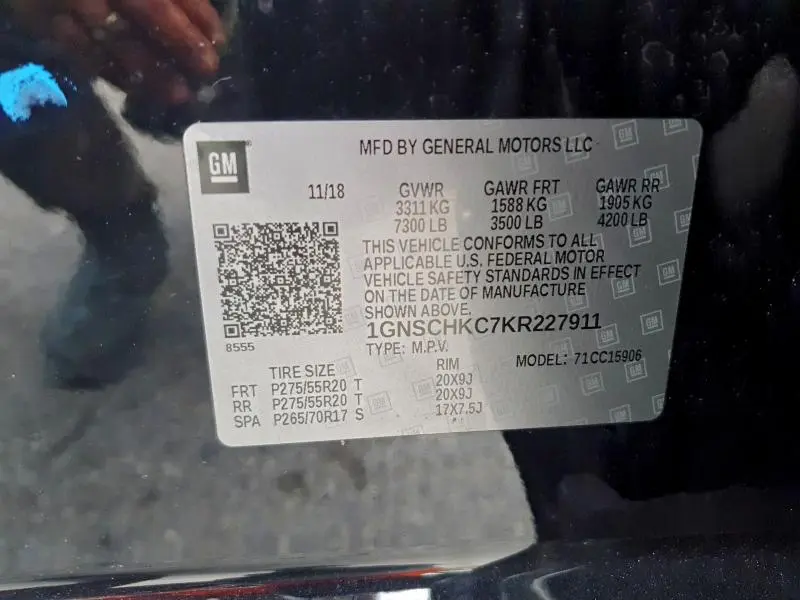 GM
MFD BY GENERAL MOTORS LLC
11/18 GVWR GAWR FRT GAWR RR
3311 KG 1588 KG 1905 KG
7300 LB 3500 LB 4200 LB
THIS VEHICLE CONFORMS TO ALL
APPLICABLE U.S. FEDERAL MOTOR
VEHICLE SAFETY STANDARDS IN EFFECT
ON THE DATE OF MANUFACTURE
SHOWN ABOVE.
1GNSCHKC7KR227911
8555
TYPE: M.P.V. MODEL: 71CC15906
TIRE SIZE RIM
FRT P275/55R20 T 20X9J
RR P275/55R20 T 20X9J
SPA P265/70R17 S 17X7.5J